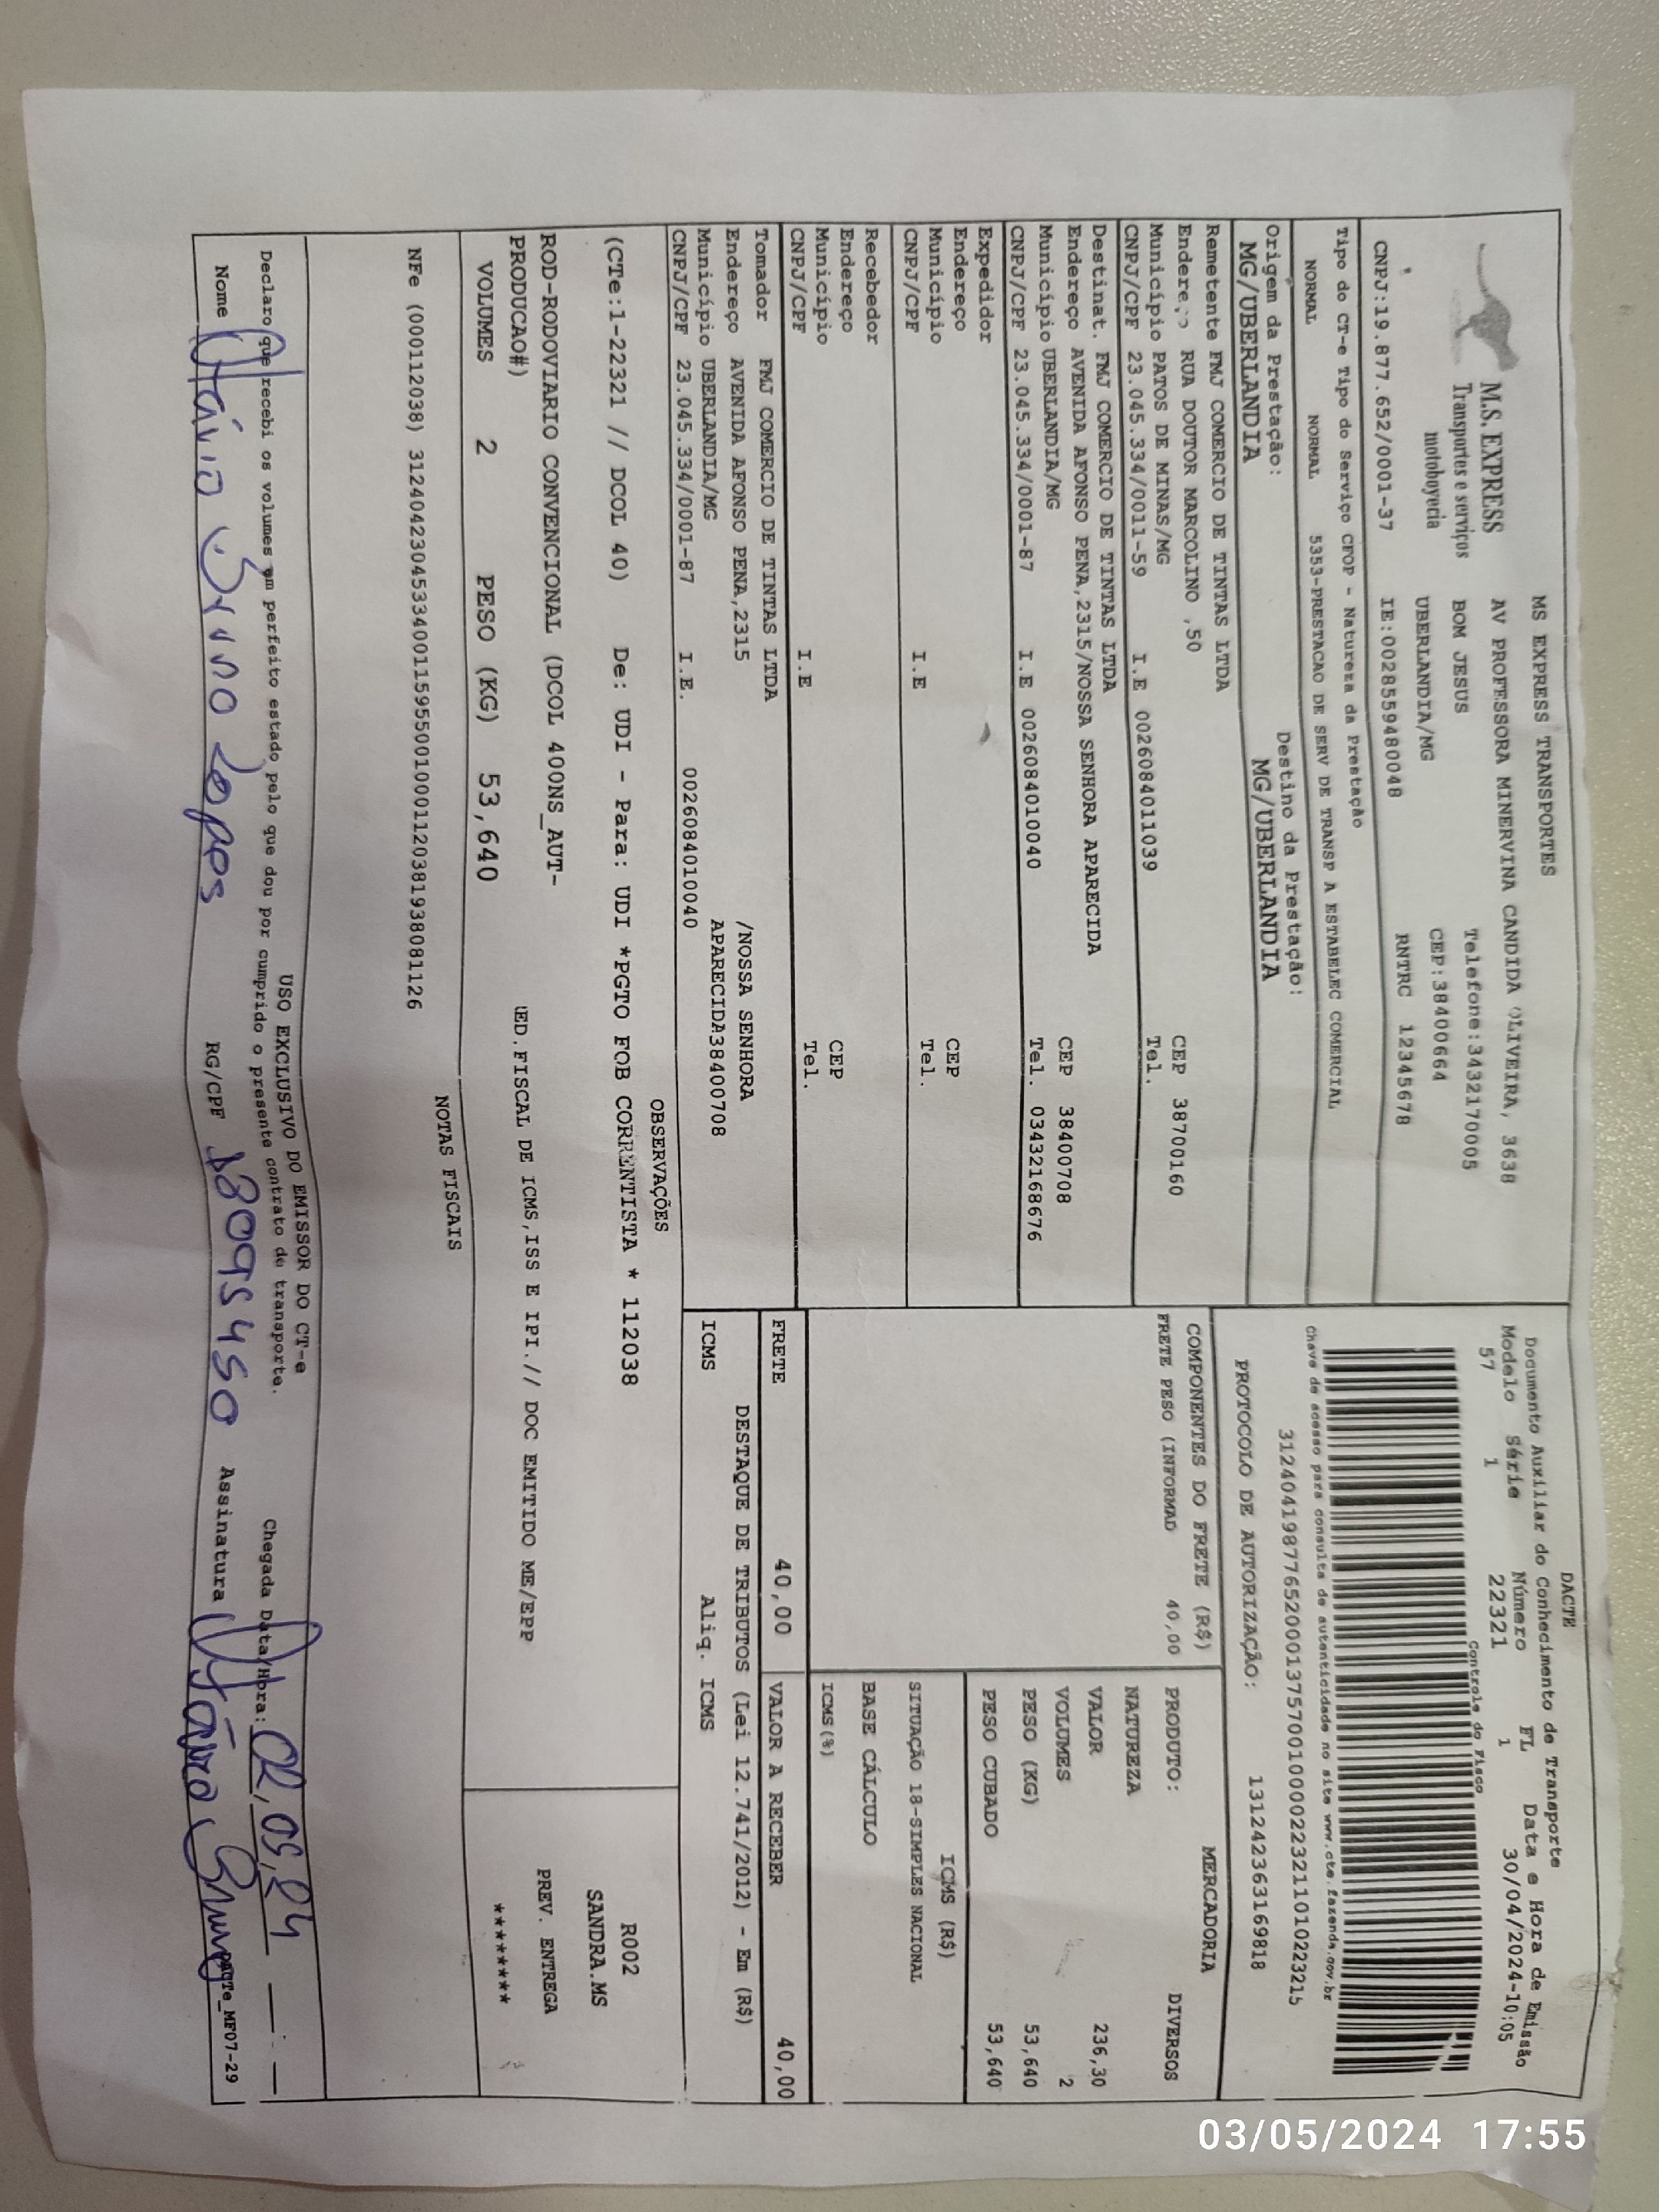 M.S. EXPRESS
Transportes e serviços
motoboycia
MS EXPRESS TRANSPORTES
AV PROFESSORA MINERVINA CANDIDA OLIVEIRA, 3638
Telefone:3432170005
BOM JESUS
CEP:38400664
UBERLANDIA/MG
CNPJ:19.877.652/0001-37 IE:0028559480048 RNTRC 12345678
Tipo do CT-e Tipo do Serviço CFOP - Natureza da Prestação
NORMAL NORMAL 5353-PRESTACAO DE SERV DE TRANSP A ESTABELEC COMERCIAL
Origem da Prestação: Destino da Prestação:
MG/UBERLANDIA MG/UBERLANDIA
DACTE
Documento Auxiliar do Conhecimento de Transporte
Modelo Série Número FL Data e Hora de Emissão
57 1 22321 1 30/04/2024-10:05
Controle do Fisco
Chave de acesso para consulta de autenticidade no site www.cte.fazenda.gov.br
31240419877652000137570010000223211010223215
PROTOCOLO DE AUTORIZAÇÃO: 131242363169818
Remetente FMJ COMERCIO DE TINTAS LTDA
Endere RUA DOUTOR MARCOLINO ,50 CEP 38700160
Município PATOS DE MINAS/MG Tel.
CNPJ/CPF 23.045.334/0011-59 I.E 0026084011039
Destinat. FMJ COMERCIO DE TINTAS LTDA
Endereço AVENIDA AFONSO PENA,2315/NOSSA SENHORA APARECIDA
Município UBERLANDIA/MG CEP 38400708
CNPJ/CPF 23.045.334/0001-87 I.E 0026084010040 Tel. 03432168676
Expedidor
Endereço
Município CEP
CNPJ/CPF I.E Tel.
Recebedor
Endereço
Município CEP
CNPJ/CPF I.E Tel.
Tomador FMJ COMERCIO DE TINTAS LTDA
Endereço AVENIDA AFONSO PENA,2315 /NOSSA SENHORA
Município UBERLANDIA/MG APARECIDA38400708
CNPJ/CPF 23.045.334/0001-87 I.E. 0026084010040
COMPONENTES DO FRETE (R$)
FRETE PESO (INFORMAD 40,00
MERCADORIA
PRODUTO: DIVERSOS
NATUREZA
VALOR 236,30
VOLUMES 2
PESO (KG) 53,640
PESO CUBADO 53,640
ICMS (R$)
SITUAÇÃO 18-SIMPLES NACIONAL
BASE CÁLCULO
ICMS(%)
FRETE 40,00 VALOR A RECEBER 40,00
DESTAQUE DE TRIBUTOS (Lei 12.741/2012) - Em (R$)
ICMS Aliq. ICMS
OBSERVAÇÕES
(CTe:1-22321 // DCOL 40) De: UDI - Para: UDI *PGTO FOB CORRENTISTA * 112038
R002
SANDRA.MS
ROD-RODOVIARIO CONVENCIONAL (DCOL 400NS_AUT-
PRODUCAO#) ED.FISCAL DE ICMS,ISS E IPI.// DOC EMITIDO ME/EPP
PREV. ENTREGA
********
VOLUMES 2 PESO (KG) 53,640
NOTAS FISCAIS
NFe (000112038) 31240423045334001159550010001120381938081126
USO EXCLUSIVO DO EMISSOR DO CT-e
Declaro que recebi os volumes em perfeito estado pelo que dou por cumprido o presente contrato de transporte.
Chegada Data/Hora: 02,05,24
Nome Otávio Bruno Lopes RG/CPF 18095450 Assinatura Otávio Bruno
DACTe_MF07-29
03/05/2024 17:55